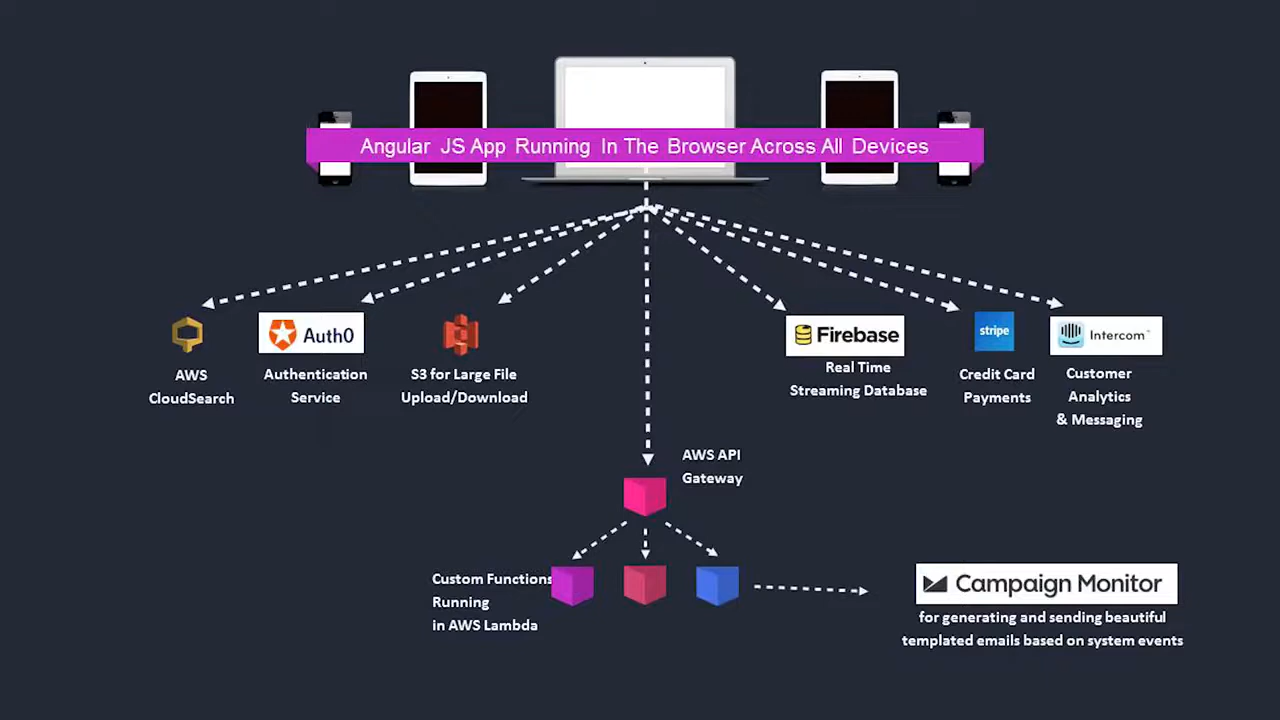 Angular JS App Running In The Browser Across All Devices
AWS
CloudSearch
Auth0
Authentication
Service
S3 for Large File
Upload/Download
Firebase
Real Time
Streaming Database
stripe
Credit Card
Payments
Intercom™
Customer
Analytics
& Messaging
AWS API
Gateway
Custom Functions
Running
in AWS Lambda
Campaign Monitor
for generating and sending beautiful
templated emails based on system events